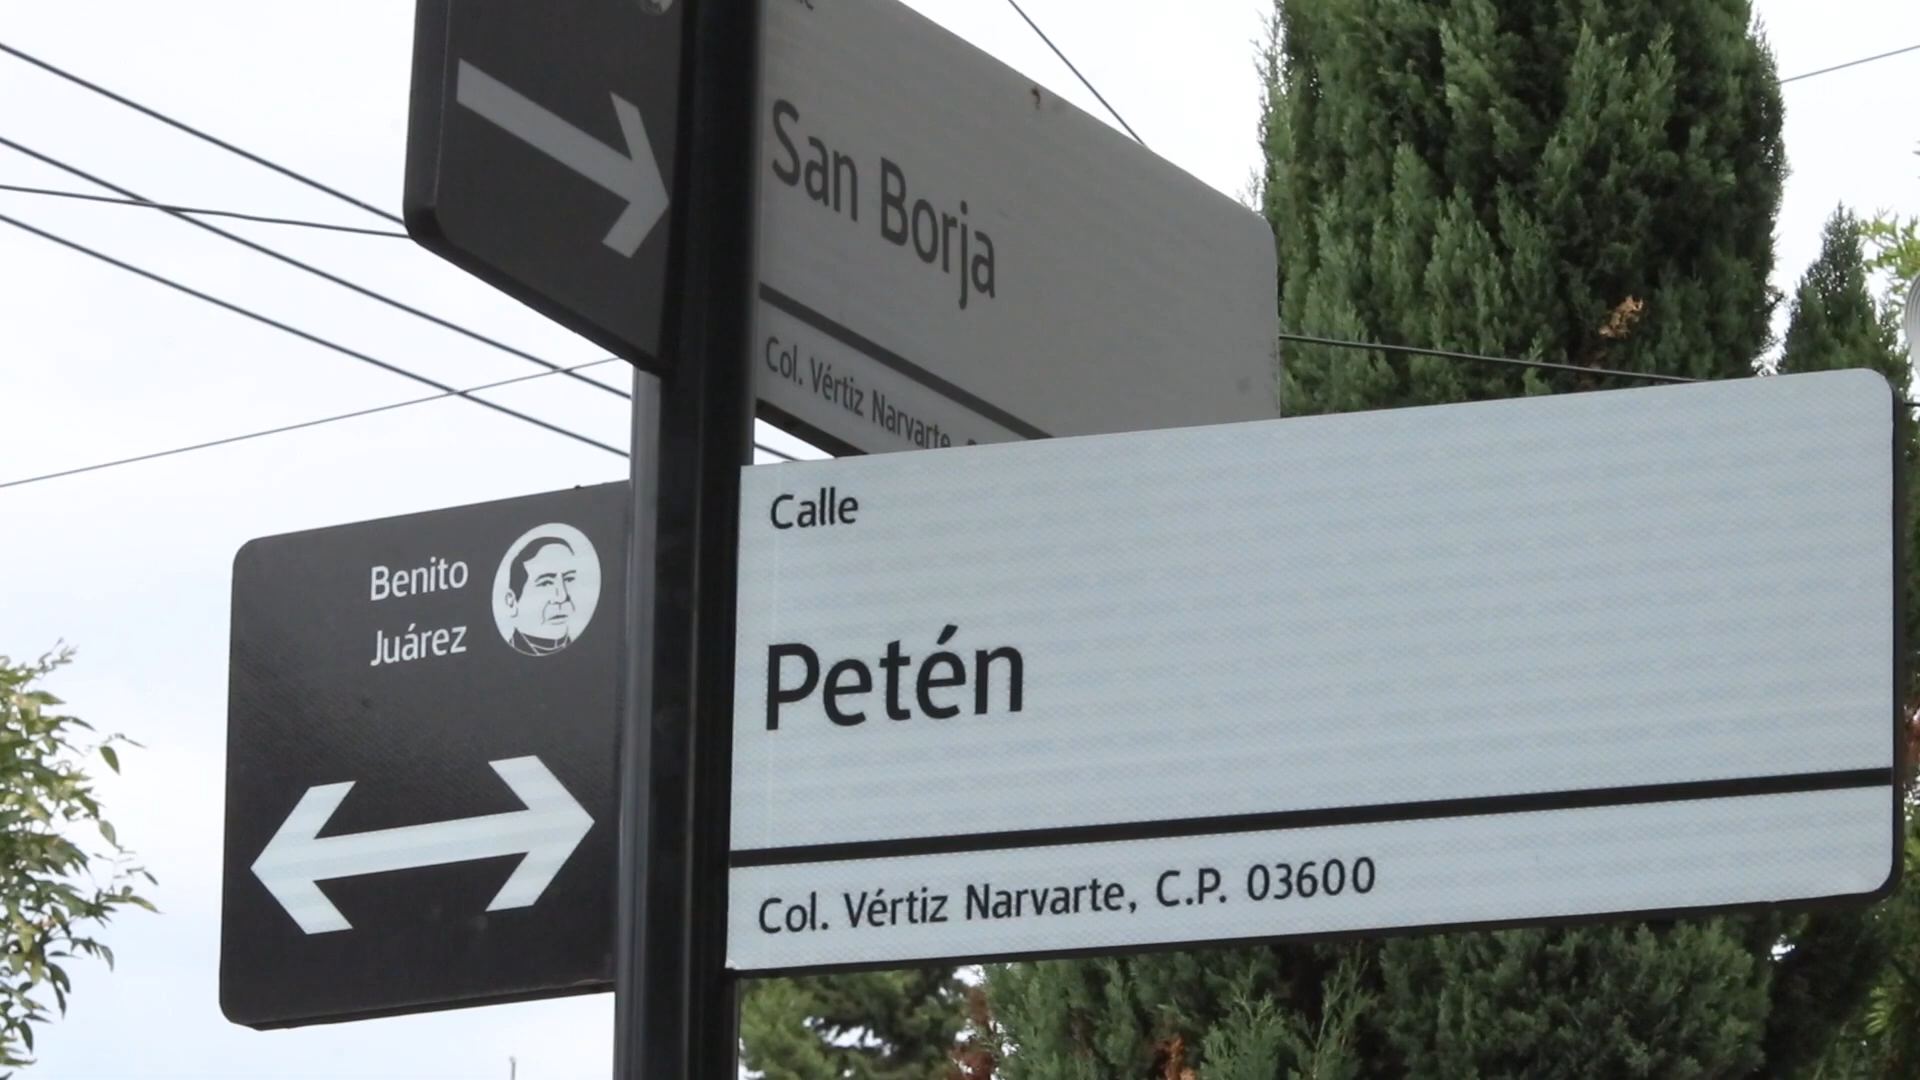 San Borja
Col. Vértiz Narvarte,
Calle
Petén
Col. Vértiz Narvarte, C.P. 03600
Benito
Juárez